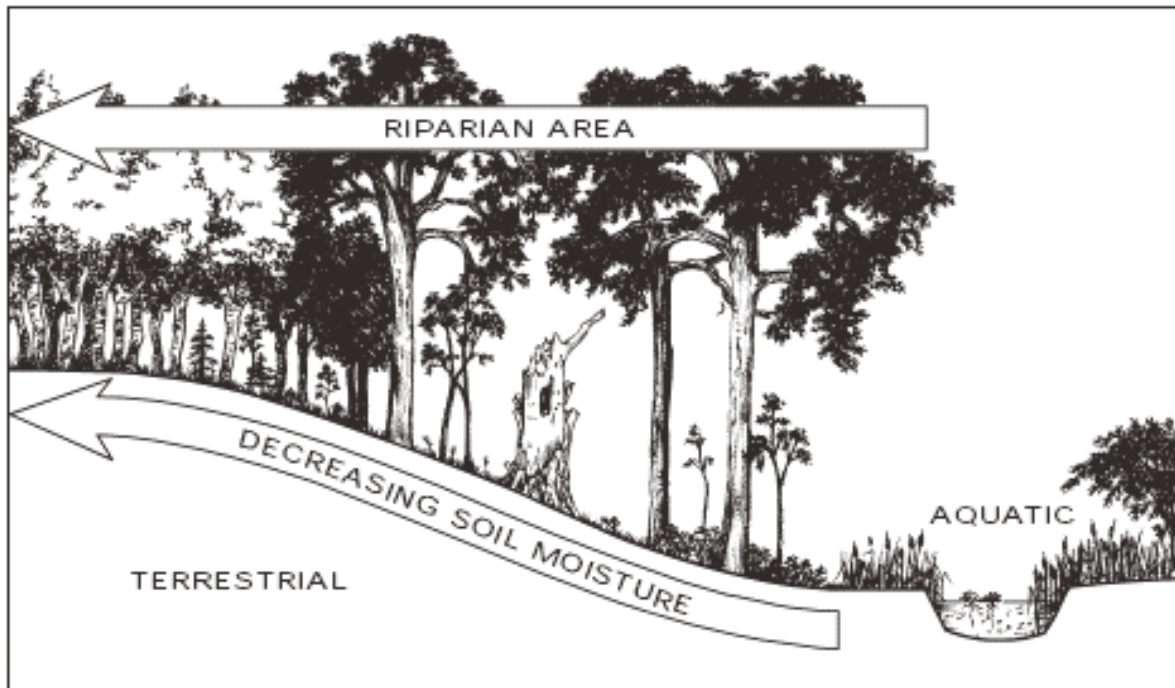 RIPARIAN AREA
DECREASING SOIL MOISTURE
AQUATIC
TERRESTRIAL